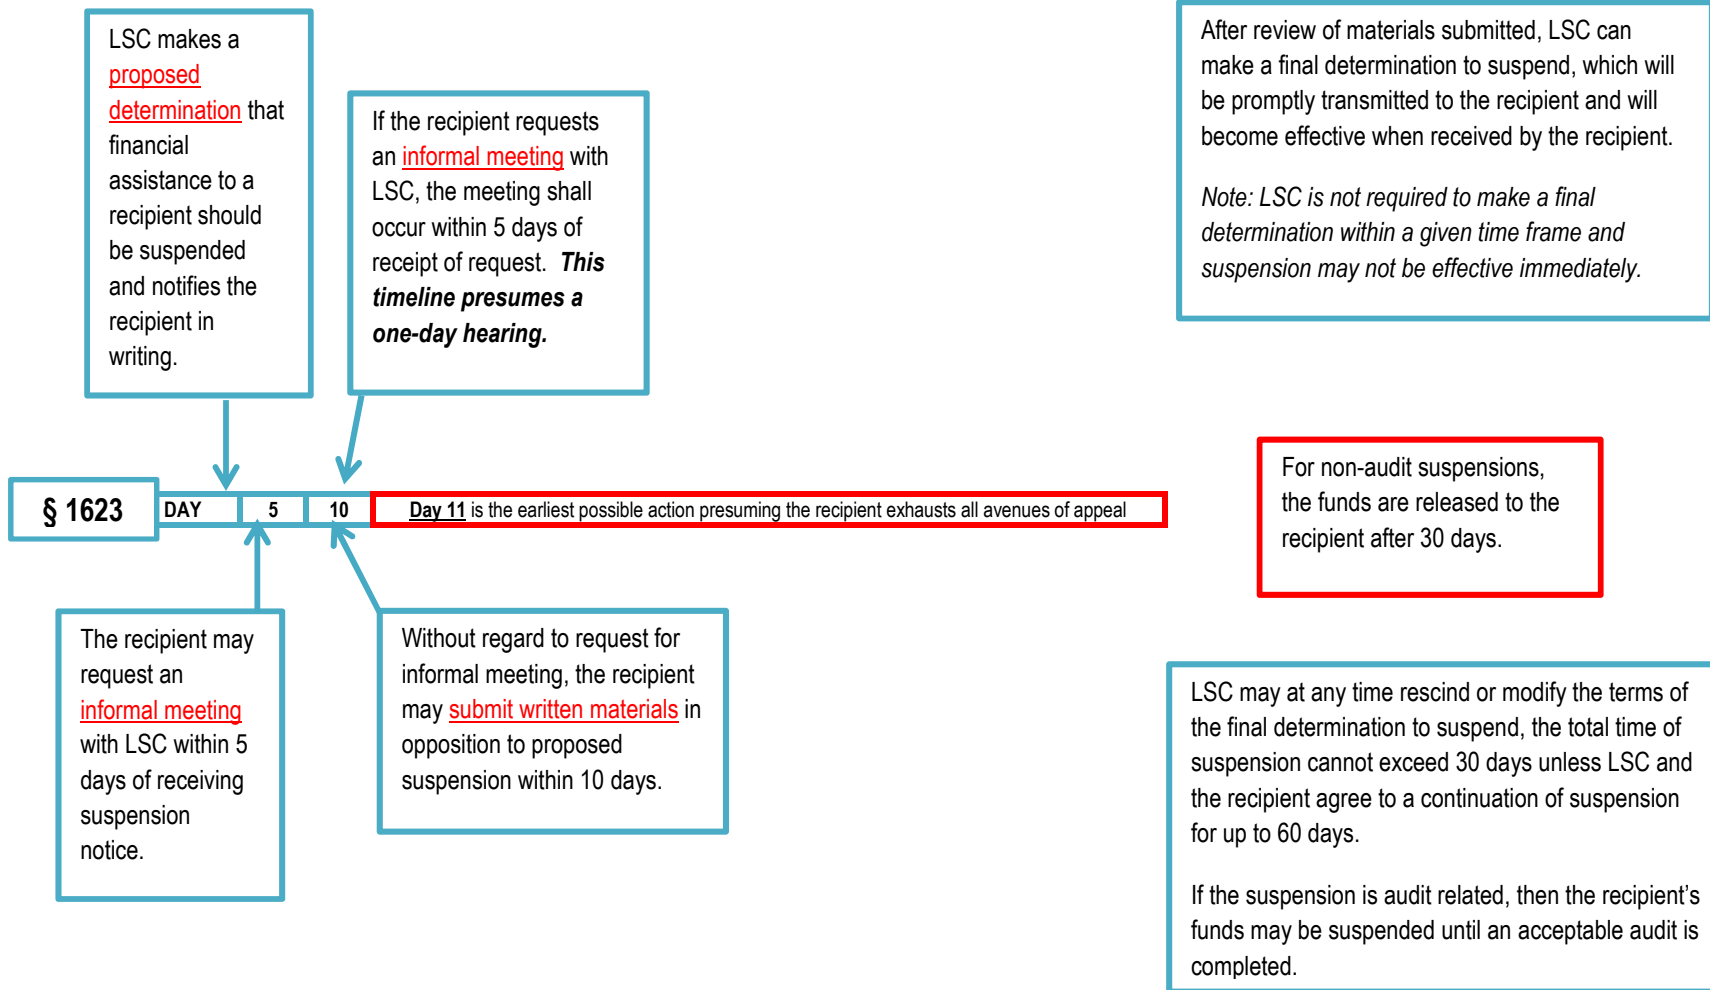 LSC makes a
proposed
determination that
financial
assistance to a
recipient should
be suspended
and notifies the
recipient in
writing.
If the recipient requests
an informal meeting with
LSC, the meeting shall
occur within 5 days of
receipt of request. This
timeline presumes a
one-day hearing.
After review of materials submitted, LSC can
make a final determination to suspend, which will
be promptly transmitted to the recipient and will
become effective when received by the recipient.
Note: LSC is not required to make a final
determination within a given time frame and
suspension may not be effective immediately.
§ 1623 DAY 5 10 Day 11 is the earliest possible action presuming the recipient exhausts all avenues of appeal
For non-audit suspensions,
the funds are released to the
recipient after 30 days.
The recipient may
request an
informal meeting
with LSC within 5
days of receiving
suspension
notice.
Without regard to request for
informal meeting, the recipient
may submit written materials in
opposition to proposed
suspension within 10 days.
LSC may at any time rescind or modify the terms of
the final determination to suspend, the total time of
suspension cannot exceed 30 days unless LSC and
the recipient agree to a continuation of suspension
for up to 60 days.
If the suspension is audit related, then the recipient’s
funds may be suspended until an acceptable audit is
completed.